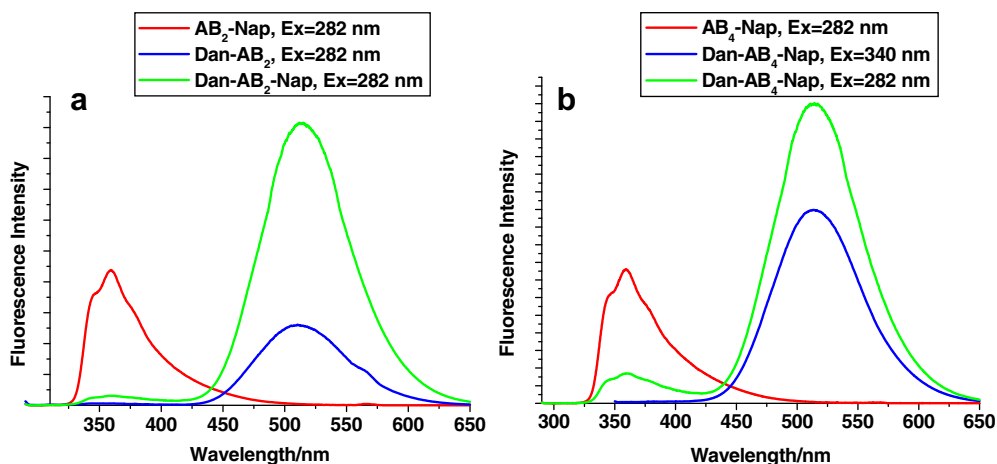 AB₂-Nap, Ex=282 nm
Dan-AB₂, Ex=282 nm
Dan-AB₂-Nap, Ex=282 nm
a
Fluorescence Intensity
350 400 450 500 550 600 650
Wavelength/nm
AB₄-Nap, Ex=282 nm
Dan-AB₄-Nap, Ex=340 nm
Dan-AB₄-Nap, Ex=282 nm
b
Fluorescence Intensity
300 350 400 450 500 550 600 650
Wavelength/nm